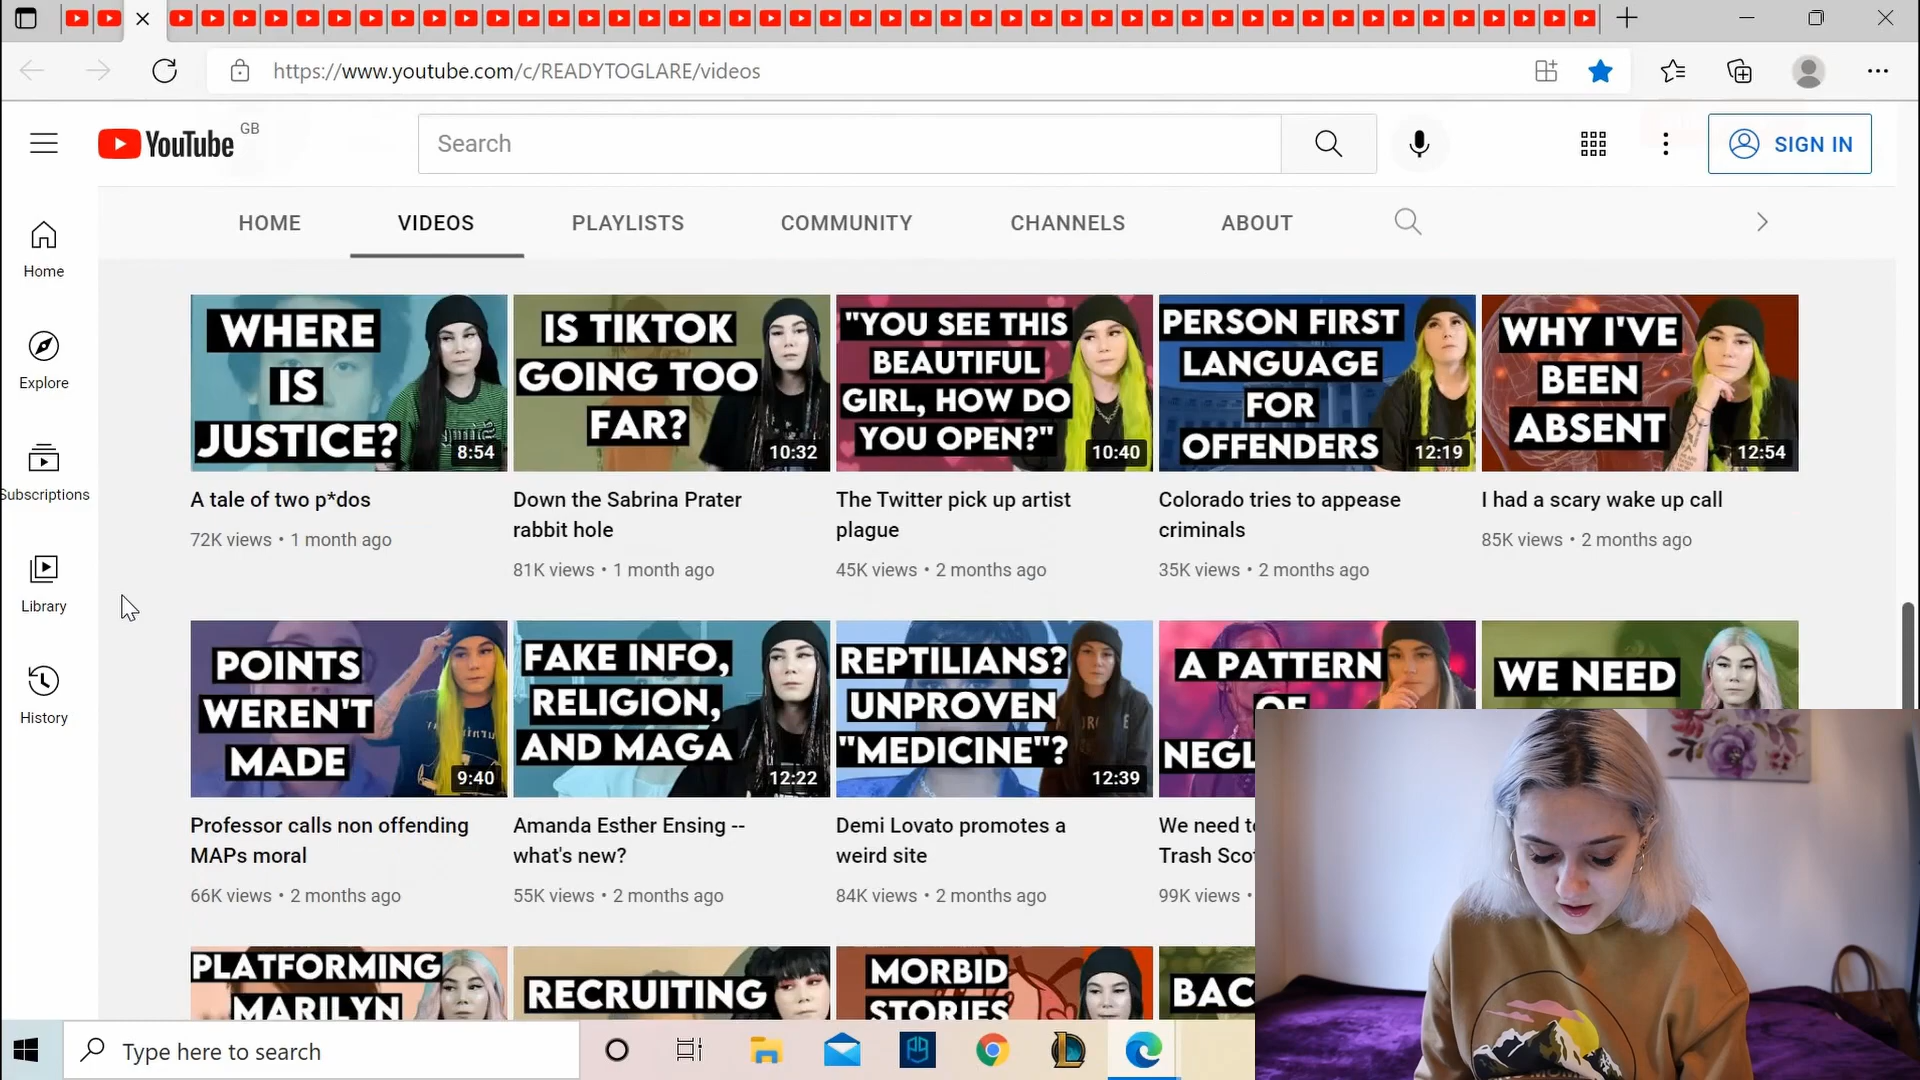 https://www.youtube.com/c/READYTOGLARE/videos
YouTube GB
Search
SIGN IN
HOME
VIDEOS
PLAYLISTS
COMMUNITY
CHANNELS
ABOUT
Home
Explore
Subscriptions
Library
History
WHERE
IS
JUSTICE?
8:54
A tale of two p*dos
72K views • 1 month ago
IS TIKTOK
GOING TOO
FAR?
10:32
Down the Sabrina Prater
rabbit hole
81K views • 1 month ago
"YOU SEE THIS
BEAUTIFUL
GIRL, HOW DO
YOU OPEN?"
10:40
The Twitter pick up artist
plague
45K views • 2 months ago
PERSON FIRST
LANGUAGE
FOR
OFFENDERS
12:19
Colorado tries to appease
criminals
35K views • 2 months ago
WHY I'VE
BEEN
ABSENT
12:54
I had a scary wake up call
85K views • 2 months ago
POINTS
WEREN'T
MADE
9:40
Professor calls non offending
MAPs moral
66K views • 2 months ago
FAKE INFO,
RELIGION,
AND MAGA
12:22
Amanda Esther Ensing --
what's new?
55K views • 2 months ago
REPTILIANS?
UNPROVEN
"MEDICINE"?
12:39
Demi Lovato promotes a
weird site
84K views • 2 months ago
A PATTERN
OF
NEGL
We need to
Trash Sco
99K views •
WE NEED
PLATFORMING
MARILYN
RECRUITING
MORBID
STORIES
BAC
Type here to search